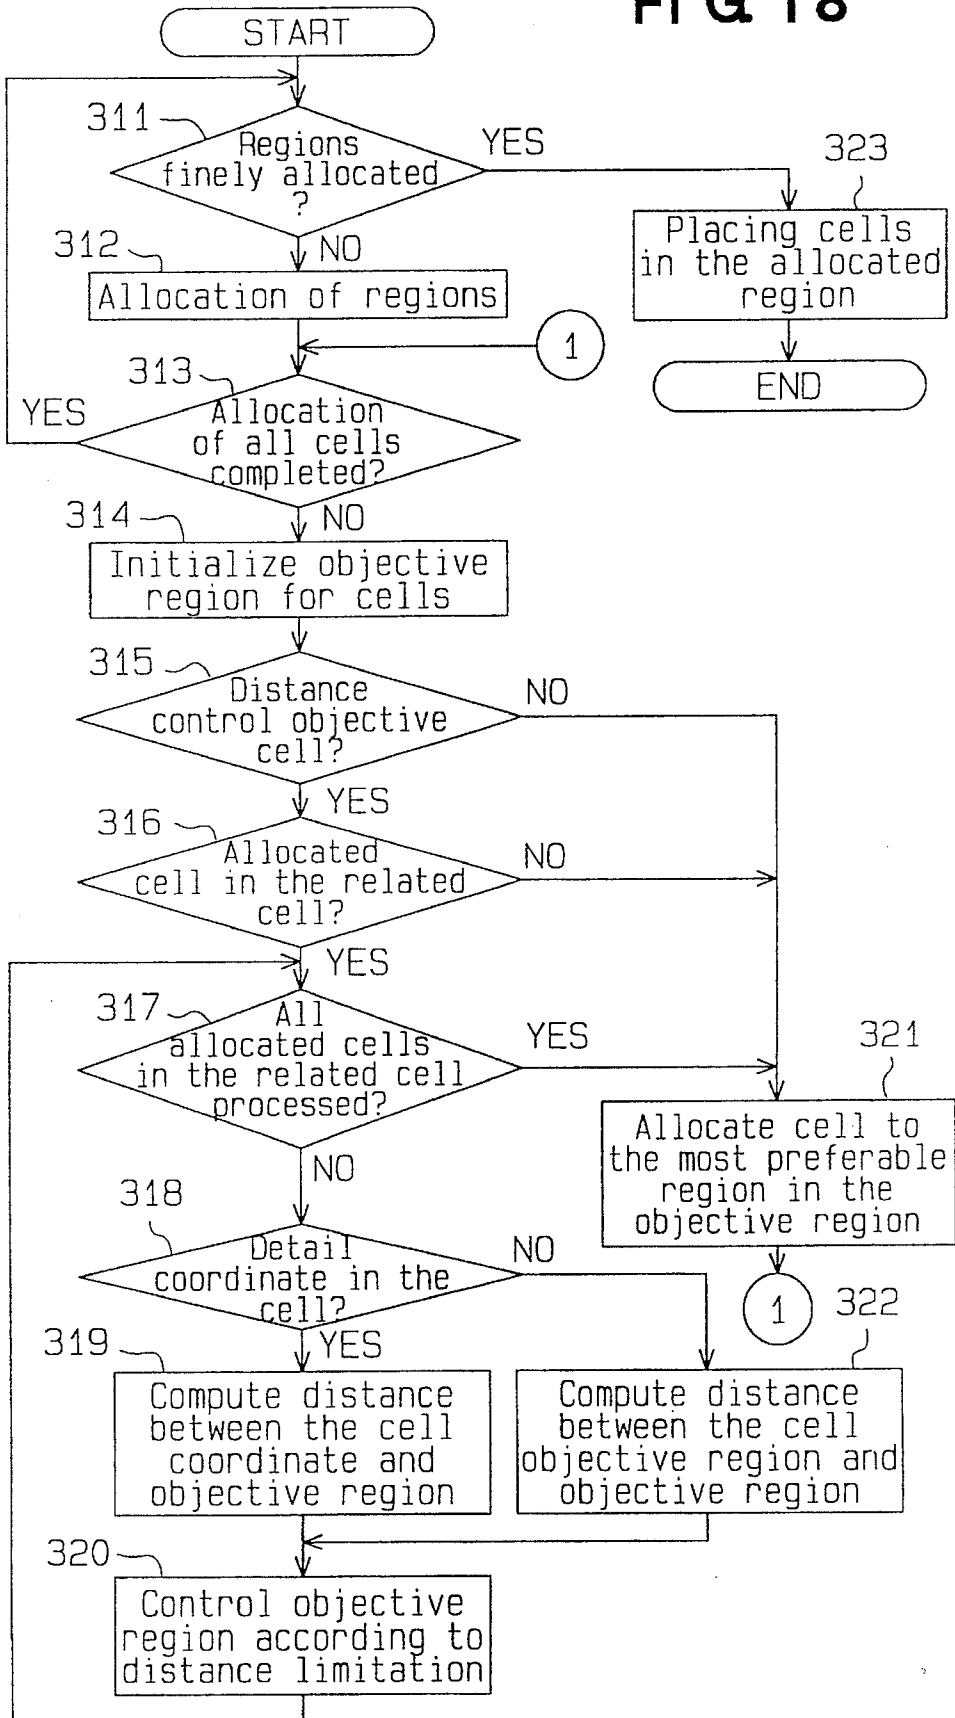 FIG 18
START
311
Regions
finely allocated
?
YES
NO
323
Placing cells
in the allocated
region
END
312
Allocation of regions
1
313
Allocation
of all cells
completed?
YES
NO
314
Initialize objective
region for cells
315
Distance
control objective
cell?
NO
YES
316
Allocated
cell in the related
cell?
NO
YES
317
All
allocated cells
in the related cell
processed?
YES
NO
321
Allocate cell to
the most preferable
region in the
objective region
1
318
Detail
coordinate in the
cell?
NO
YES
319
Compute distance
between the cell
coordinate and
objective region
322
Compute distance
between the cell
objective region and
objective region
320
Control objective
region according to
distance limitation